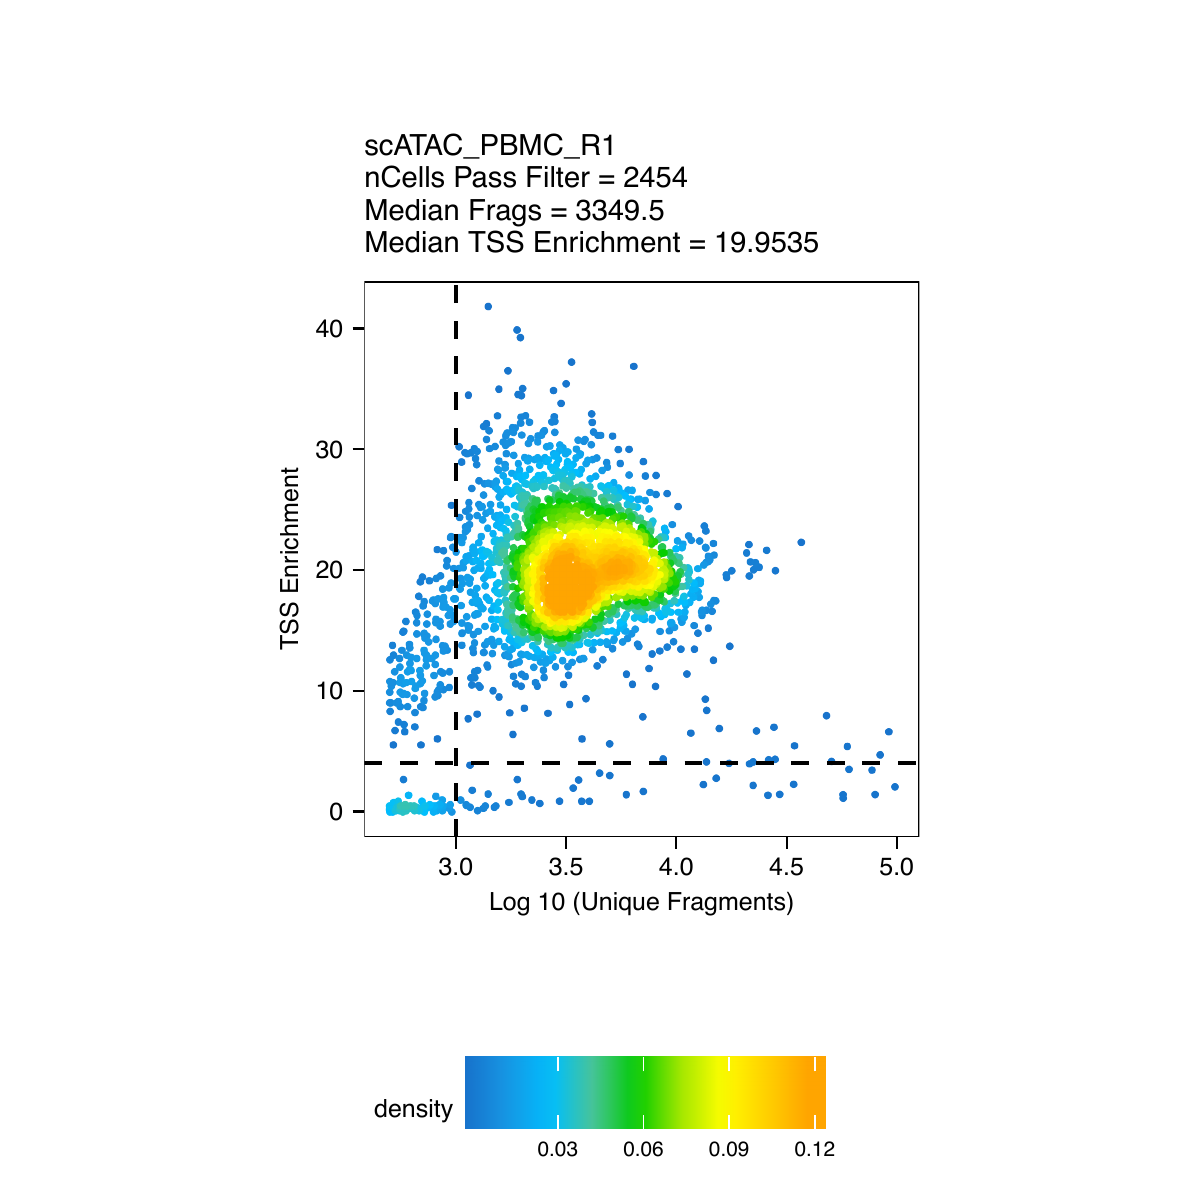 scATAC_PBMC_R1
nCells Pass Filter = 2454
Median Frags = 3349.5
Median TSS Enrichment = 19.9535
40
30
20
10
0
TSS Enrichment
3.0 3.5 4.0 4.5 5.0
Log 10 (Unique Fragments)
density
0.03 0.06 0.09 0.12